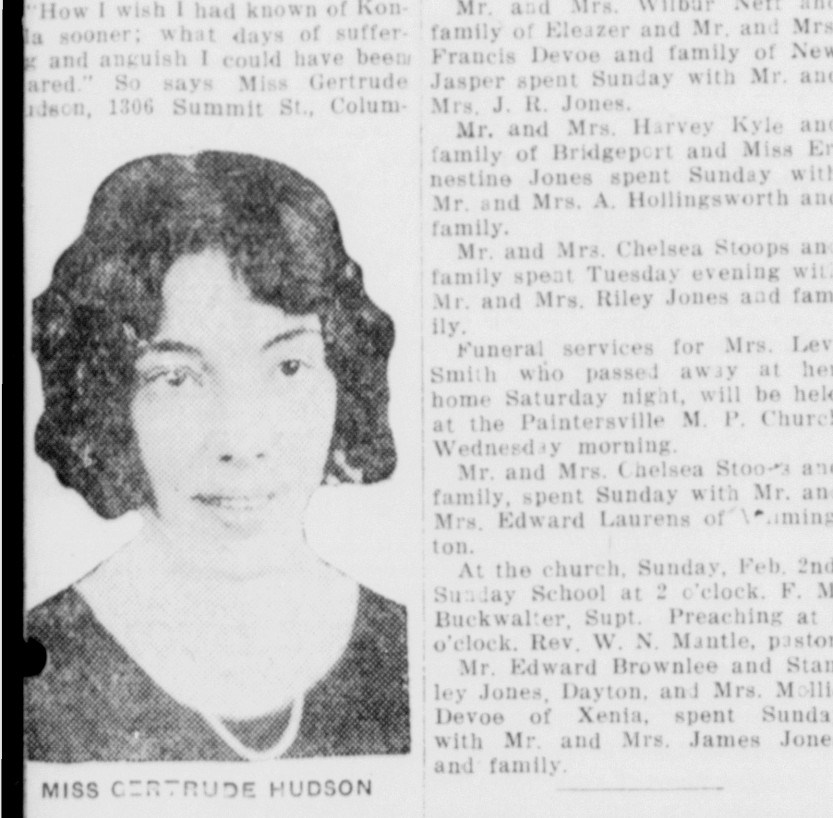 "How I wish I had known of Kon-
la sooner; what days of suffer-
g and anguish I could have been
ared." So says Miss Gertrude
udson, 1306 Summit St., Colum-
MISS GERTRUDE HUDSON
Mr. and Mrs. Wilbur Neff and
family of Eleazer and Mr. and Mrs
Francis Devoe and family of New
Jasper spent Sunday with Mr. and
Mrs. J. R. Jones.
Mr. and Mrs. Harvey Kyle and
family of Bridgeport and Miss Er
nestine Jones spent Sunday with
Mr. and Mrs. A. Hollingsworth and
family.
Mr. and Mrs. Chelsea Stoops and
family spent Tuesday evening with
Mr. and Mrs. Riley Jones and fam
ily.
Funeral services for Mrs. Lev
Smith who passed away at her
home Saturday night, will be held
at the Paintersville M. P. Church
Wednesday morning.
Mr. and Mrs. Chelsea Stoops and
family, spent Sunday with Mr. an
Mrs. Edward Laurens of Wilming
ton.
At the church, Sunday, Feb. 2nd
Sunday School at 2 o'clock. F. M
Buckwalter, Supt. Preaching at
o'clock. Rev. W. N. Mantle, pastor
Mr. Edward Brownlee and Stan
ley Jones, Dayton, and Mrs. Molli
Devoe of Xenia, spent Sunda
with Mr. and Mrs. James Jone
and family.